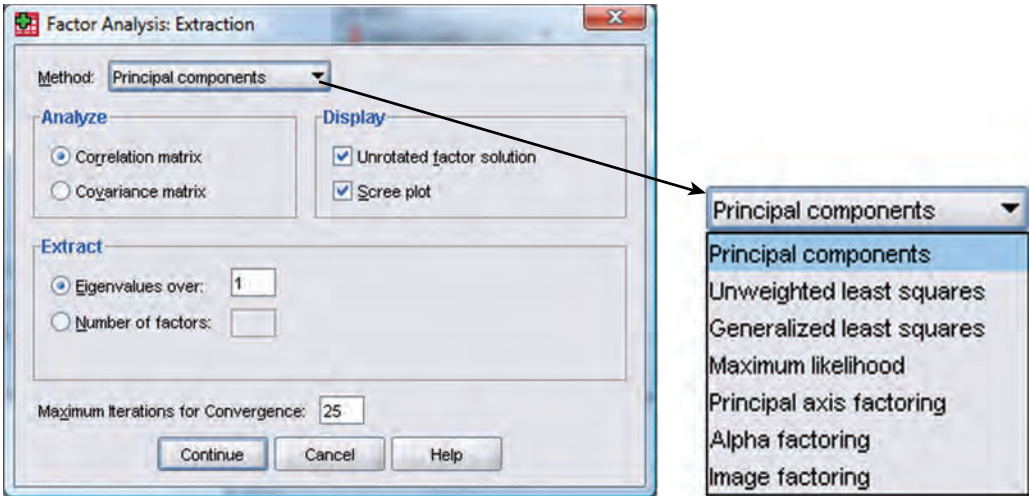 Factor Analysis: Extraction
Method: Principal components
Analyze
Correlation matrix
Covariance matrix
Display
Unrotated factor solution
Scree plot
Extract
Eigenvalues over: 1
Number of factors:
Maximum Iterations for Convergence: 25
Continue Cancel Help
Principal components
Principal components
Unweighted least squares
Generalized least squares
Maximum likelihood
Principal axis factoring
Alpha factoring
Image factoring